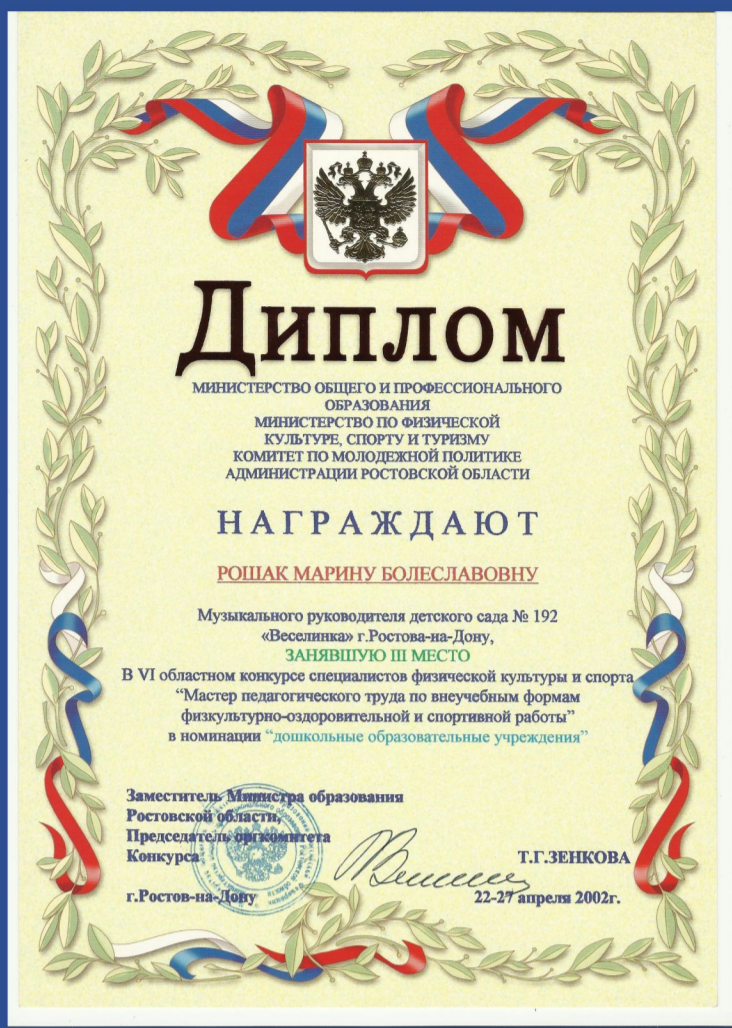 Диплом
МИНИСТЕРСТВО ОБЩЕГО И ПРОФЕССИОНАЛЬНОГО
ОБРАЗОВАНИЯ
МИНИСТЕРСТВО ПО ФИЗИЧЕСКОЙ
КУЛЬТУРЕ, СПОРТУ И ТУРИЗМУ
КОМИТЕТ ПО МОЛОДЕЖНОЙ ПОЛИТИКЕ
АДМИНИСТРАЦИИ РОСТОВСКОЙ ОБЛАСТИ
НАГРАЖДАЮТ
РОШАК МАРИНУ БОЛЕСЛАВОВНУ
Музыкального руководителя детского сада № 192
«Веселинка» г.Ростова-на-Дону,
ЗАНЯВШУЮ III МЕСТО
В VI областном конкурсе специалистов физической культуры и спорта
“Мастер педагогического труда по внеучебным формам
физкультурно-оздоровительной и спортивной работы”
в номинации “дошкольные образовательные учреждения”
Заместитель Министра образования
Ростовской области,
Председатель оргкомитета
Конкурса
Т.Г.ЗЕНКОВА
г.Ростов-на-Дону
22-27 апреля 2002г.